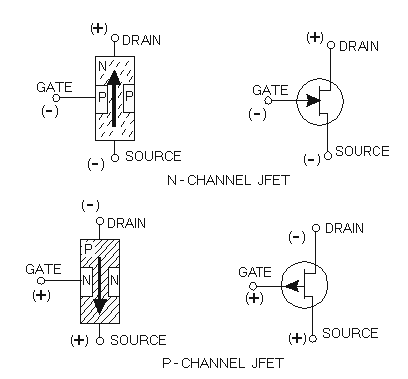 (+)
DRAIN
N
GATE
P P
(-)
(-)
SOURCE
(+)
DRAIN
GATE
(-)
(-)
SOURCE
N-CHANNEL JFET
(-)
DRAIN
P
GATE
N N
(+)
(+)
SOURCE
(-)
DRAIN
GATE
(+)
(+)
SOURCE
P-CHANNEL JFET